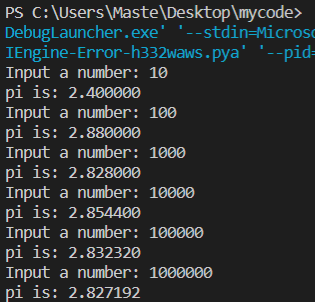 PS C:\Users\Maste\Desktop\mycode>
DebugLauncher.exe' '--stdin=Microso
IEngine-Error-h332waws.pya' '--pid=
Input a number: 10
pi is: 2.400000
Input a number: 100
pi is: 2.880000
Input a number: 1000
pi is: 2.828000
Input a number: 10000
pi is: 2.854400
Input a number: 100000
pi is: 2.832320
Input a number: 1000000
pi is: 2.827192